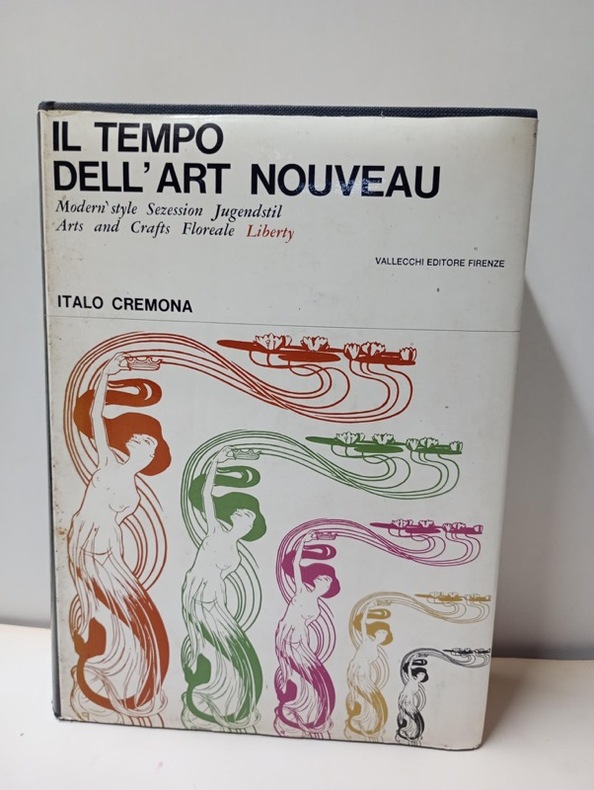 IL TEMPO
DELL'ART NOUVEAU
Modern`style Sezession Jugendstil
Arts and Crafts Floreale Liberty
VALLECCHI EDITORE FIRENZE
ITALO CREMONA